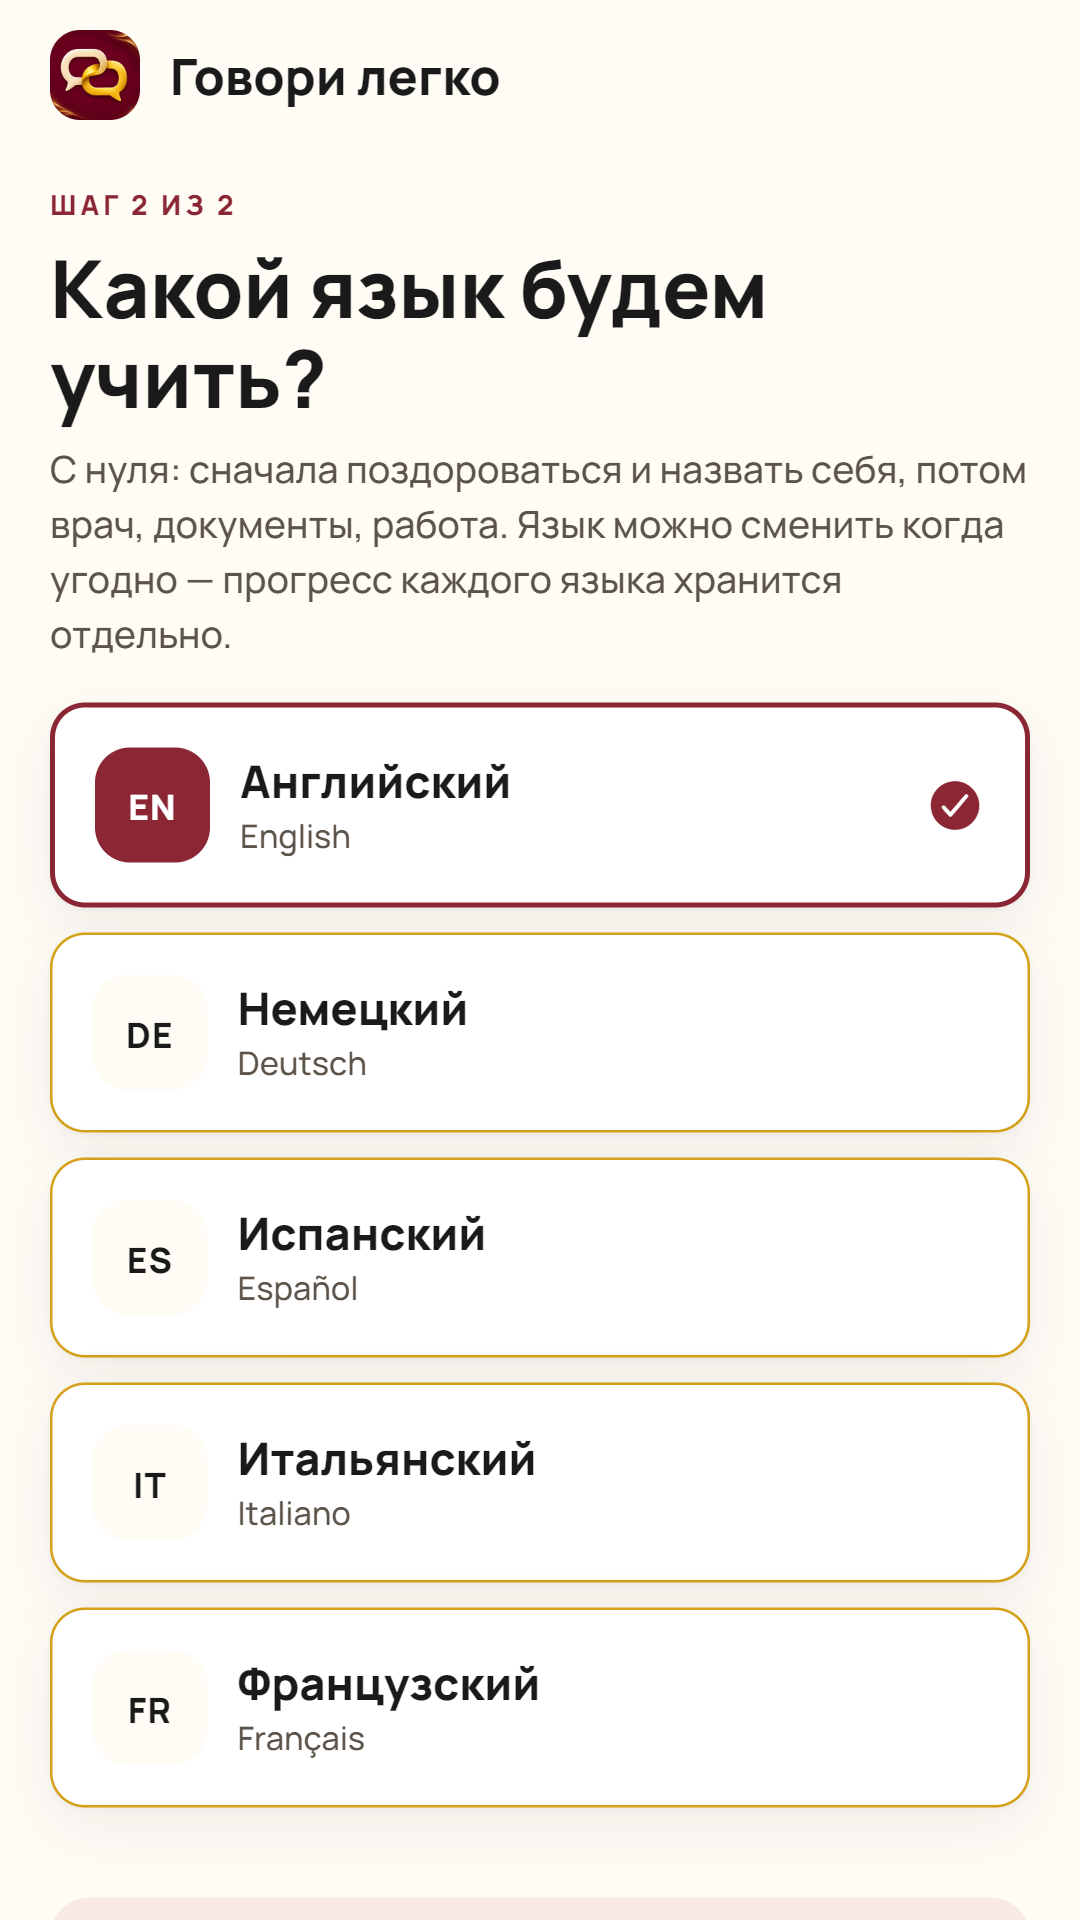 Говори легко
ШАГ 2 ИЗ 2
Какой язык будем
учить?
С нуля: сначала поздороваться и назвать себя, потом
врач, документы, работа. Язык можно сменить когда
угодно — прогресс каждого языка хранится
отдельно.
EN
Английский
English
DE
Немецкий
Deutsch
ES
Испанский
Español
IT
Итальянский
Italiano
FR
Французский
Français